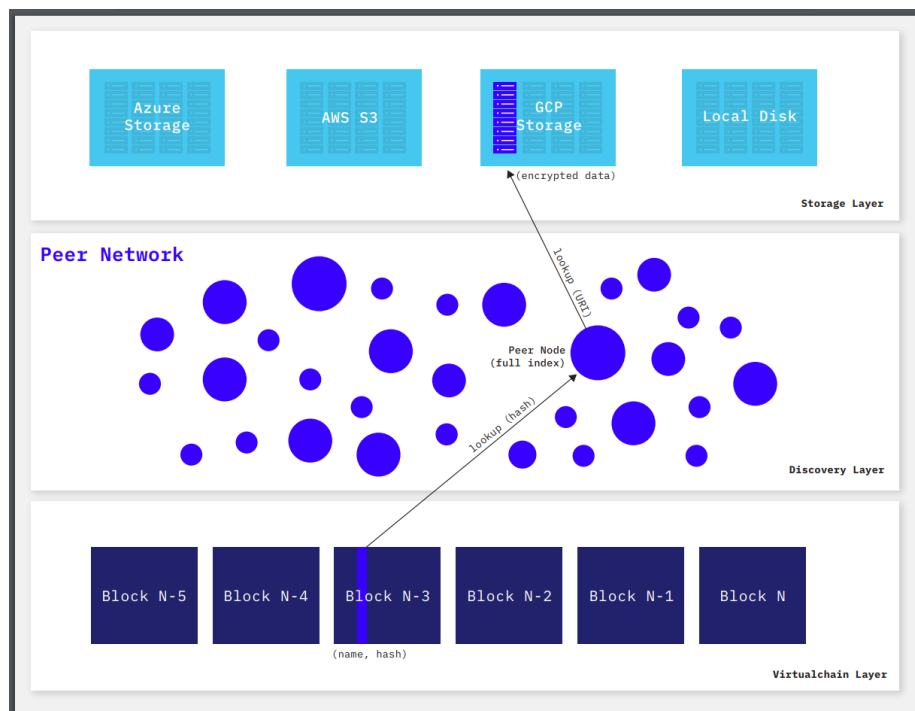 Azure
Storage
AWS S3
GCP
Storage
Local Disk
(encrypted data)
Storage Layer
Peer Network
lookup (URI)
Peer Node
(full index)
lookup (hash)
Discovery Layer
Block N-5
Block N-4
Block N-3
Block N-2
Block N-1
Block N
(name, hash)
Virtualchain Layer